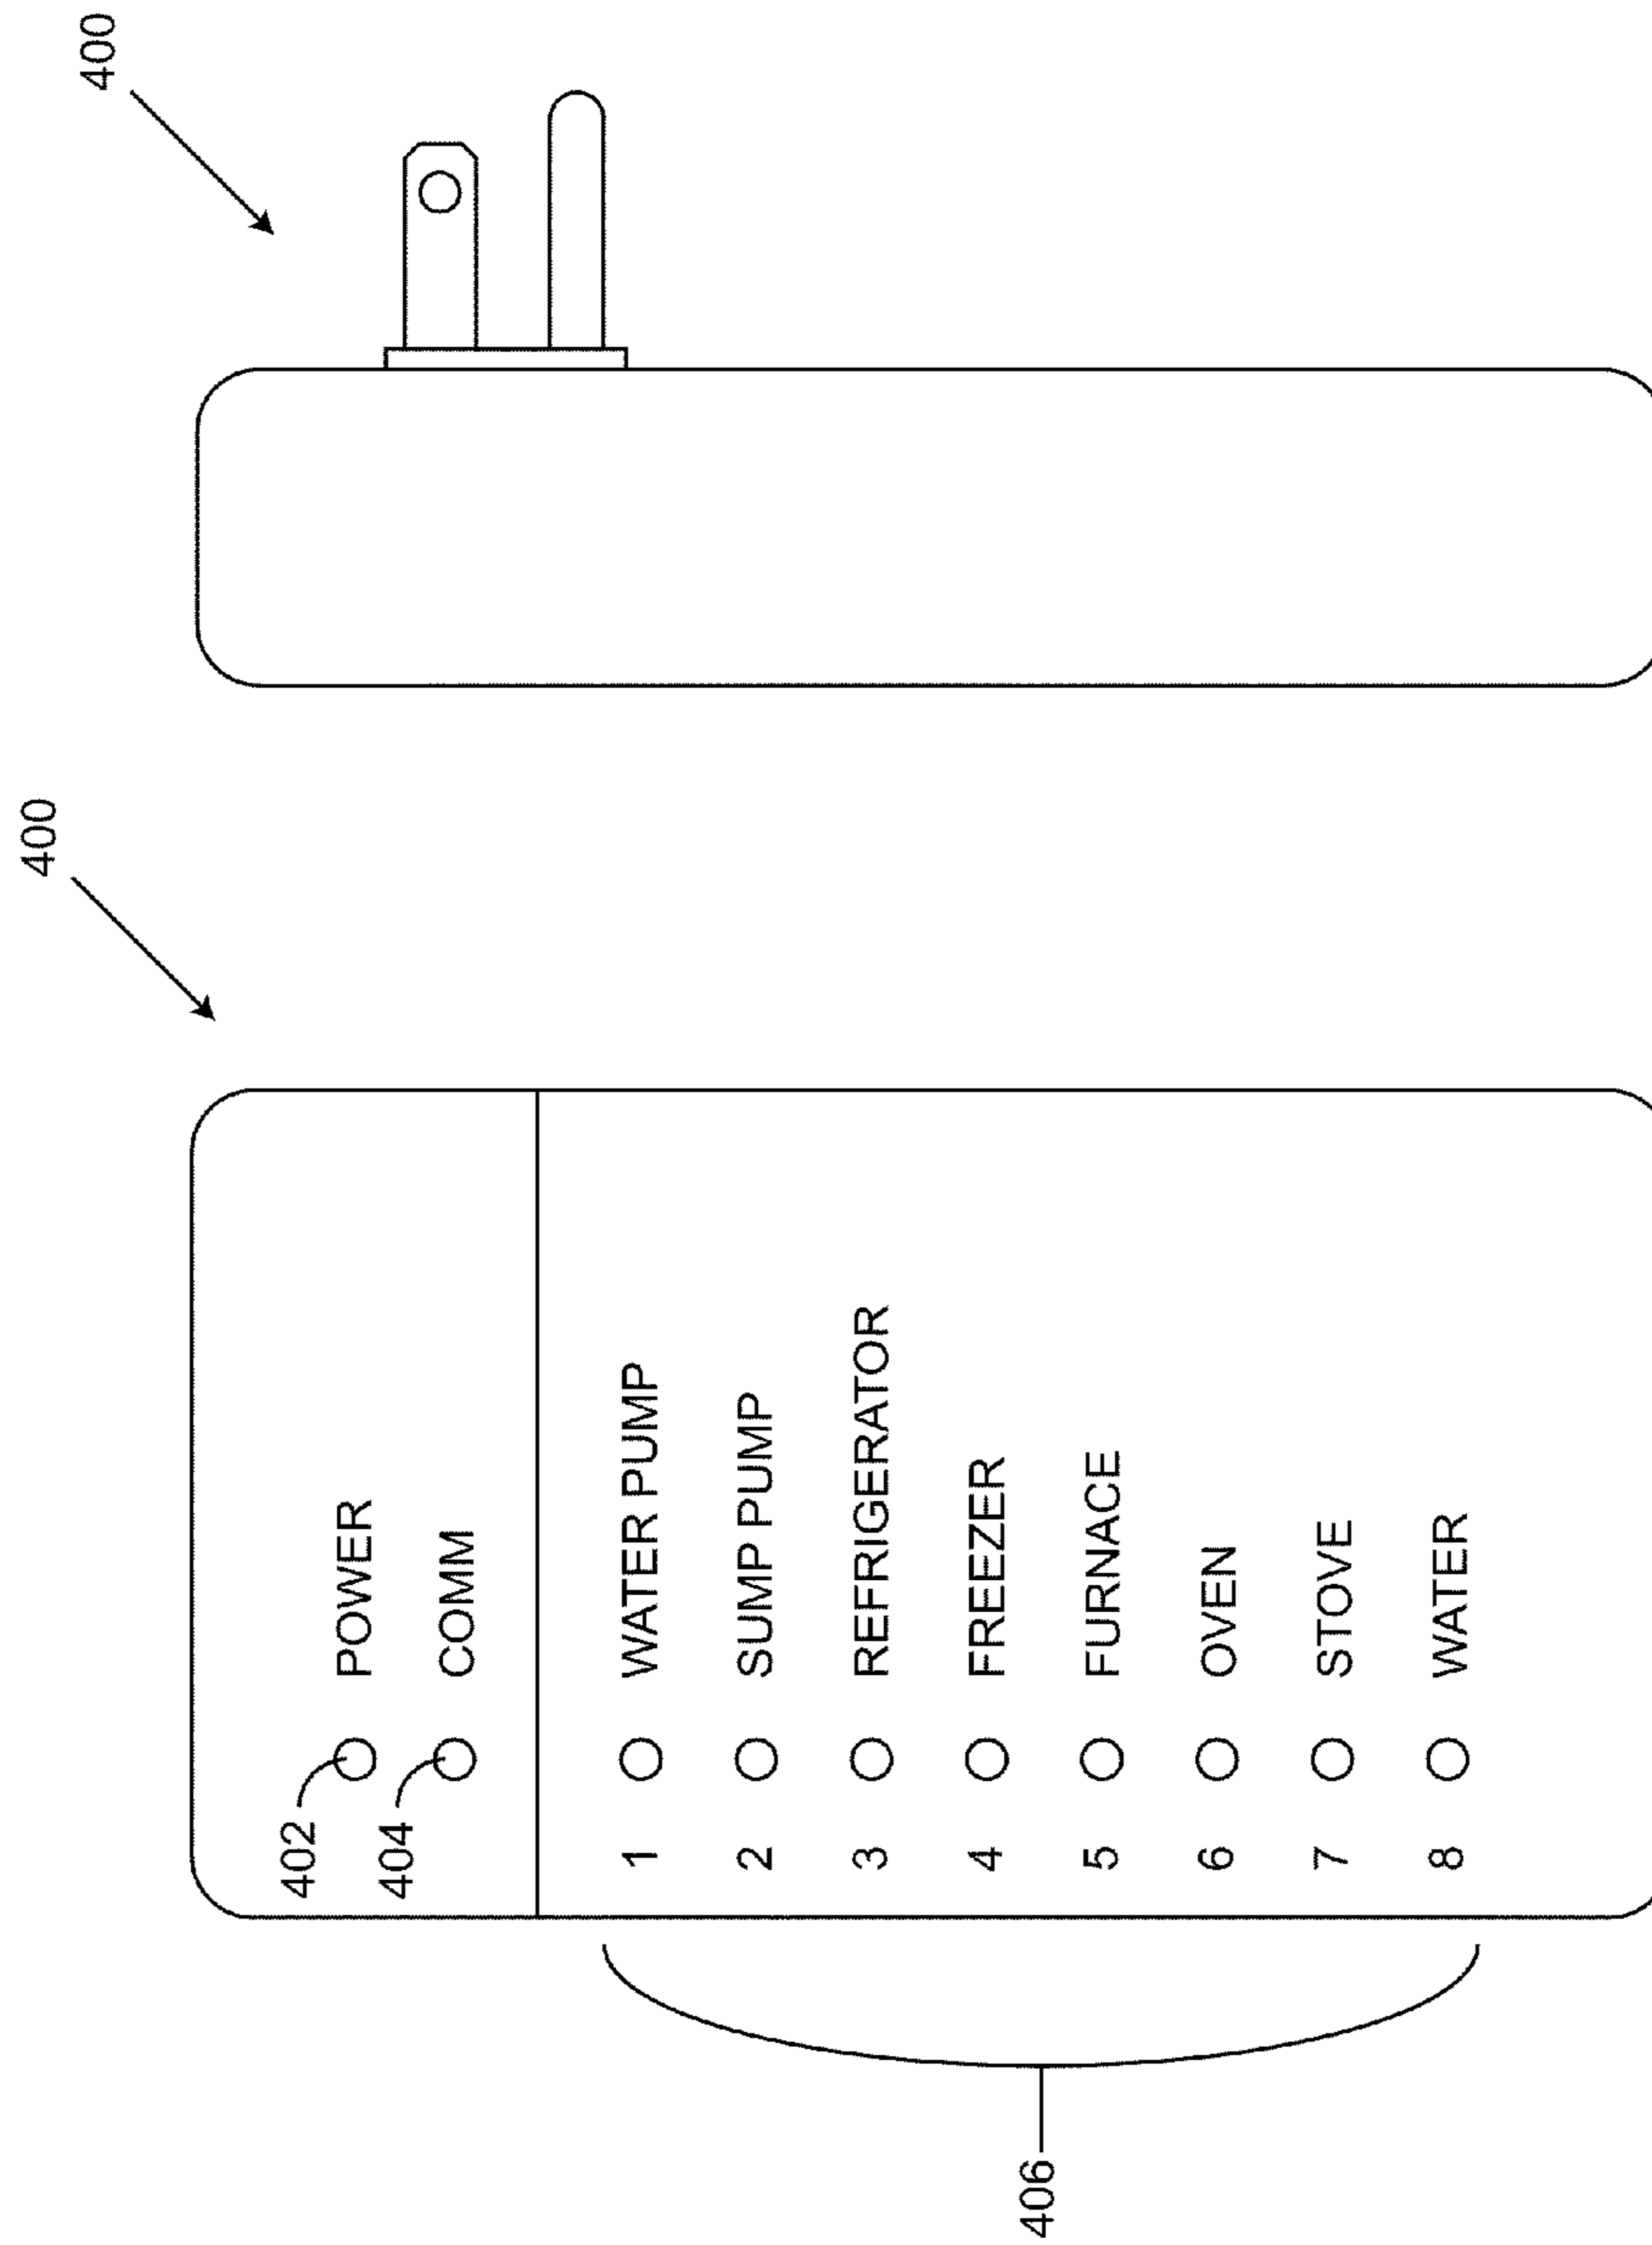 400
400
402
POWER
404
COMM
1 WATER PUMP
2 SUMP PUMP
3 REFRIGERATOR
4 FREEZER
5 FURNACE
6 OVEN
7 STOVE
8 WATER
406